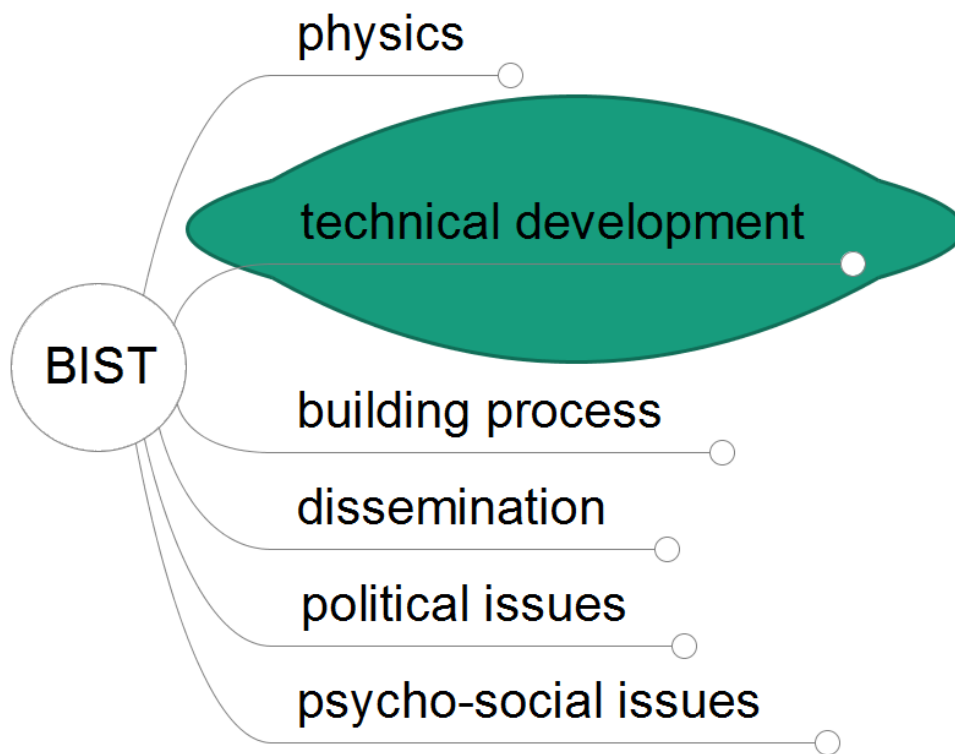 physics
technical development
BIST
building process
dissemination
political issues
psycho-social issues